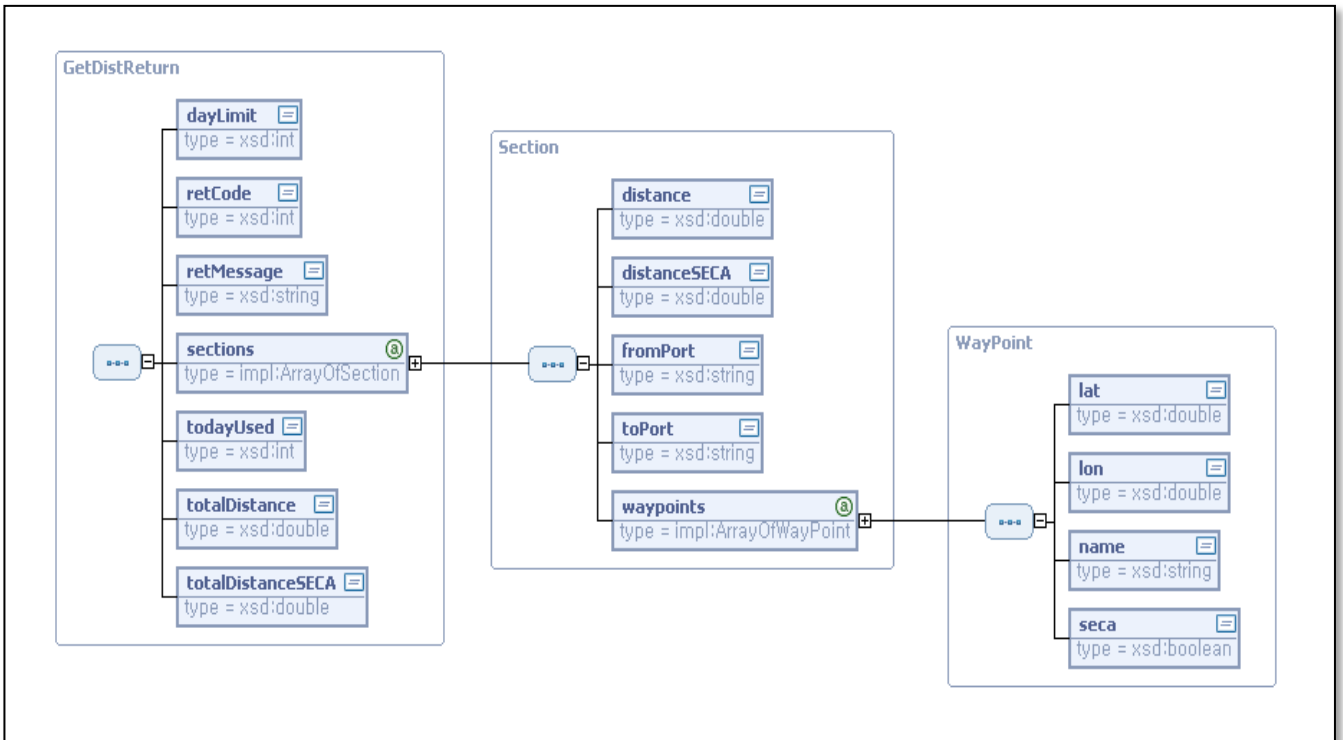 GetDistReturn
dayLimit
type = xsd:int
retCode
type = xsd:int
retMessage
type = xsd:string
sections
type = impl:ArrayOfSection
todayUsed
type = xsd:int
totalDistance
type = xsd:double
totalDistanceSECA
type = xsd:double
Section
distance
type = xsd:double
distanceSECA
type = xsd:double
fromPort
type = xsd:string
toPort
type = xsd:string
waypoints
type = impl:ArrayOfWayPoint
WayPoint
lat
type = xsd:double
lon
type = xsd:double
name
type = xsd:string
seca
type = xsd:boolean